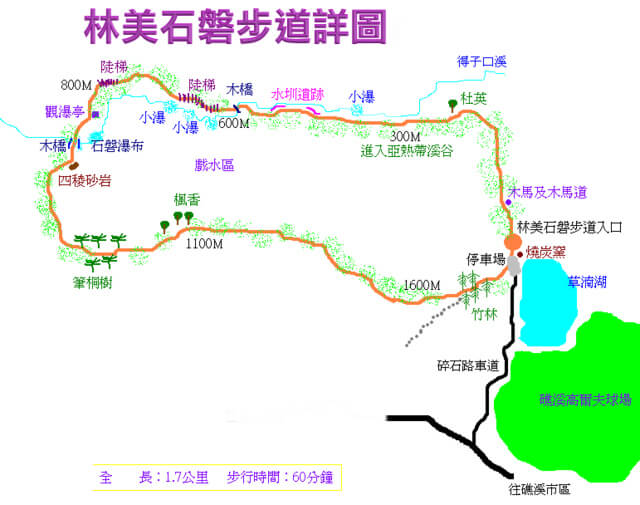 林美石磐步道詳圖
得子口溪
陡梯
800M
陡梯
木橋
水圳遺跡
小瀑
杜英
觀瀑亭
小瀑
小瀑
600M
300M
木橋
石磐瀑布
進入亞熱帶溪谷
戲水區
四稜砂岩
木馬及木馬道
楓香
林美石磐步道入口
1100M
停車場
燒炭窯
筆桐樹
1600M
草湳湖
竹林
碎石路車道
礁溪高爾夫球場
全 長：1.7公里 步行時間：60分鐘
往礁溪市區